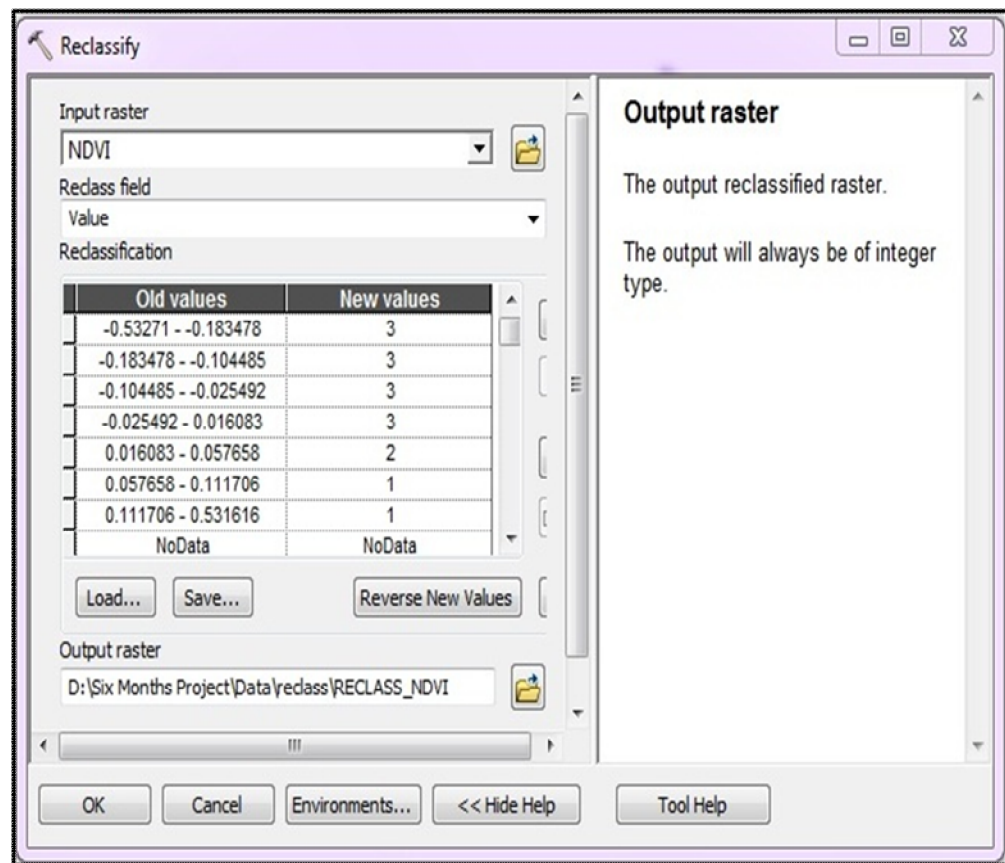 Reclassify
Input raster
NDVI
Reclass field
Value
Reclassification
Old values New values
-0.53271 - -0.183478 3
-0.183478 - -0.104485 3
-0.104485 - -0.025492 3
-0.025492 - 0.016083 3
0.016083 - 0.057658 2
0.057658 - 0.111706 1
0.111706 - 0.531616 1
NoData NoData
Load... Save... Reverse New Values
Output raster
D:\Six Months Project\Data\reclass\RECLASS_NDVI
OK Cancel Environments... << Hide Help Tool Help
Output raster
The output reclassified raster.
The output will always be of integer
type.